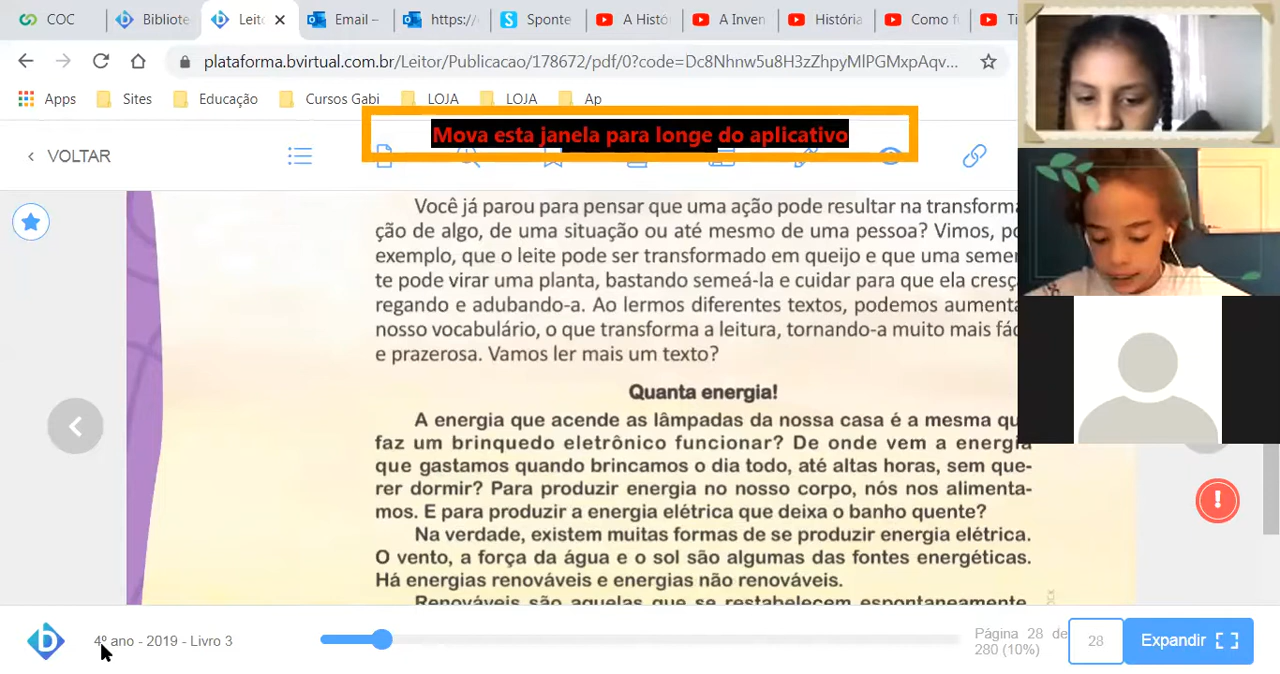 COC
Bibliote
Leit
Email –
https:/
Sponte
A Histó
A Inven
História
Como f
plataforma.bvirtual.com.br/Leitor/Publicacao/178672/pdf/0?code=Dc8Nhnw5u8H3zZhpyMlPGMxpAqv...
Apps
Sites
Educação
Cursos Gabi
LOJA
LOJA
Ap
Mova esta janela para longe do aplicativo
VOLTAR
Você já parou para pensar que uma ação pode resultar na transforma
ção de algo, de uma situação ou até mesmo de uma pessoa? Vimos, po
exemplo, que o leite pode ser transformado em queijo e que uma semen
te pode virar uma planta, bastando semeá-la e cuidar para que ela cresç
regando e adubando-a. Ao lermos diferentes textos, podemos aumenta
nosso vocabulário, o que transforma a leitura, tornando-a muito mais fác
e prazerosa. Vamos ler mais um texto?
Quanta energia!
A energia que acende as lâmpadas da nossa casa é a mesma qu
faz um brinquedo eletrônico funcionar? De onde vem a energia
que gastamos quando brincamos o dia todo, até altas horas, sem que-
rer dormir? Para produzir energia no nosso corpo, nós nos alimenta-
mos. E para produzir a energia elétrica que deixa o banho quente?
Na verdade, existem muitas formas de se produzir energia elétrica.
O vento, a força da água e o sol são algumas das fontes energéticas.
Há energias renováveis e energias não renováveis.
Renováveis são aquelas que se restabelecem espontaneamente,
4º ano - 2019 - Livro 3
Página 28 de
280 (10%)
28
Expandir